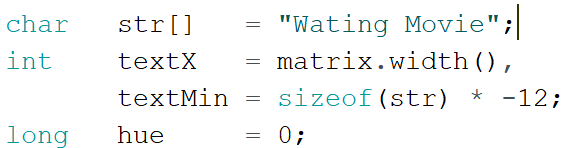 char   str[]    = "Wating Movie";
int    textX    = matrix.width(),
       textMin = sizeof(str) * -12;
long   hue      = 0;